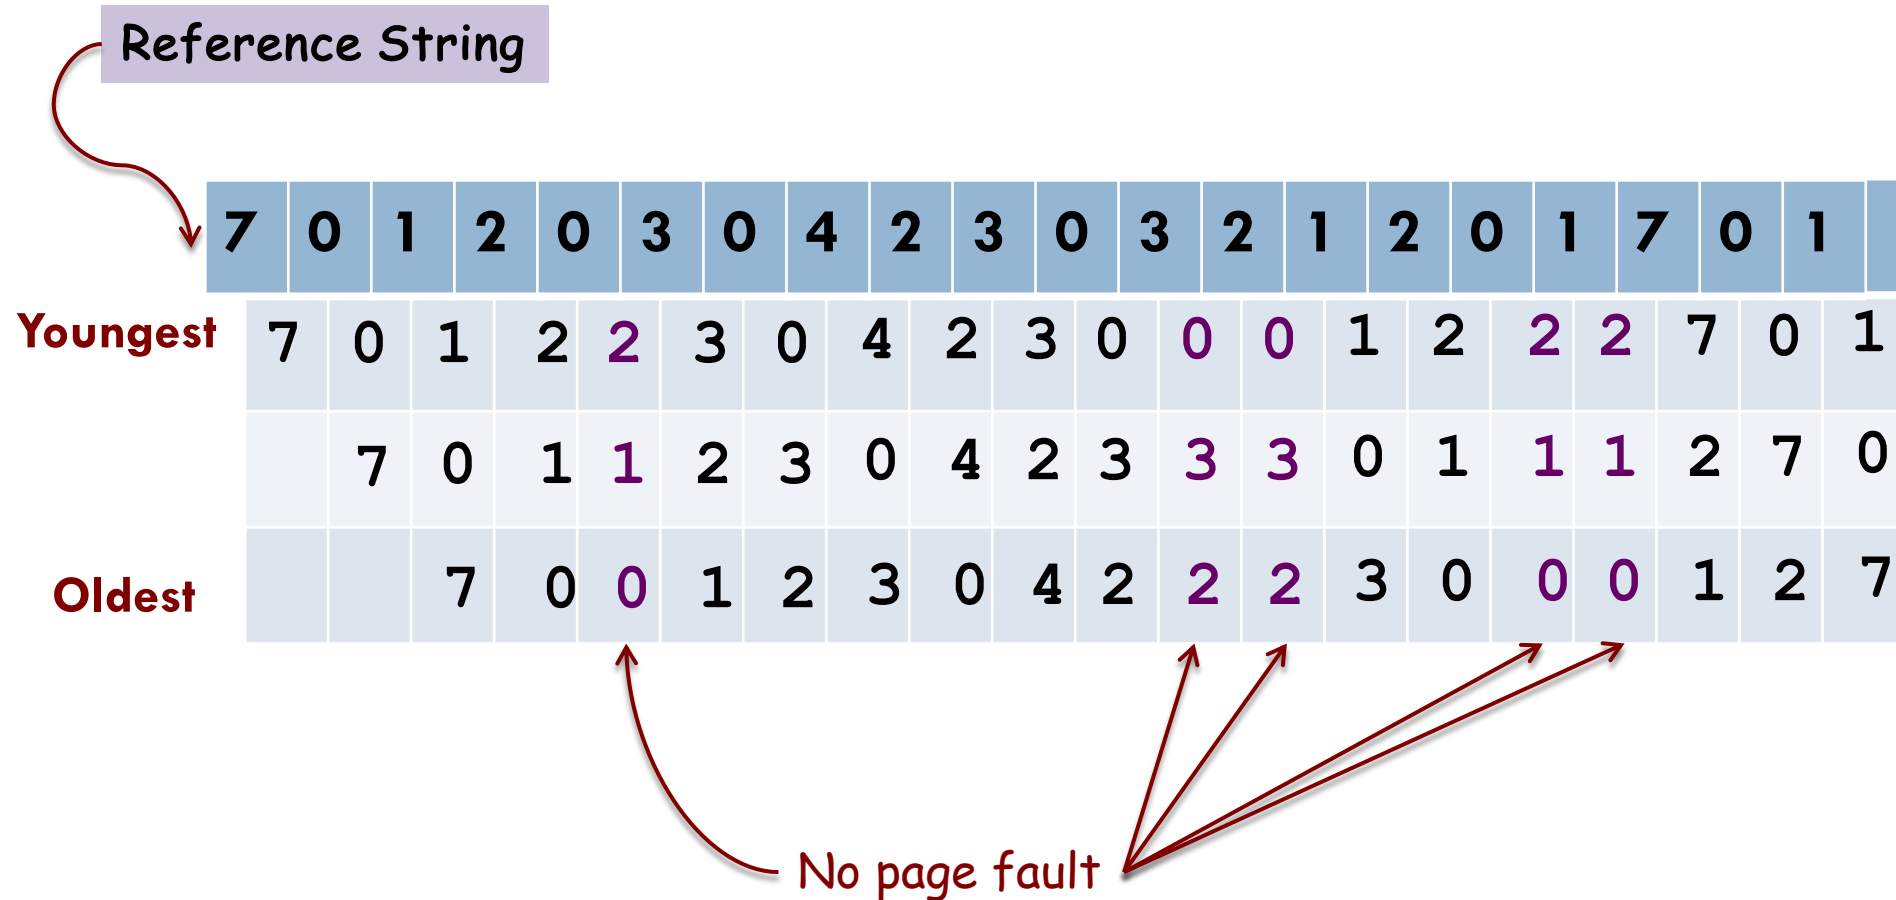 Reference String
7 0 1 2 0 3 0 4 2 3 0 3 2 1 2 0 1 7 0 1
Youngest 7 0 1 2 2 3 0 4 2 3 0 0 0 1 2 2 2 7 0 1
7 0 1 1 2 3 0 4 2 3 3 3 0 1 1 1 2 7 0
Oldest 7 0 0 1 2 3 0 4 2 2 2 3 0 0 0 1 2 7
No page fault